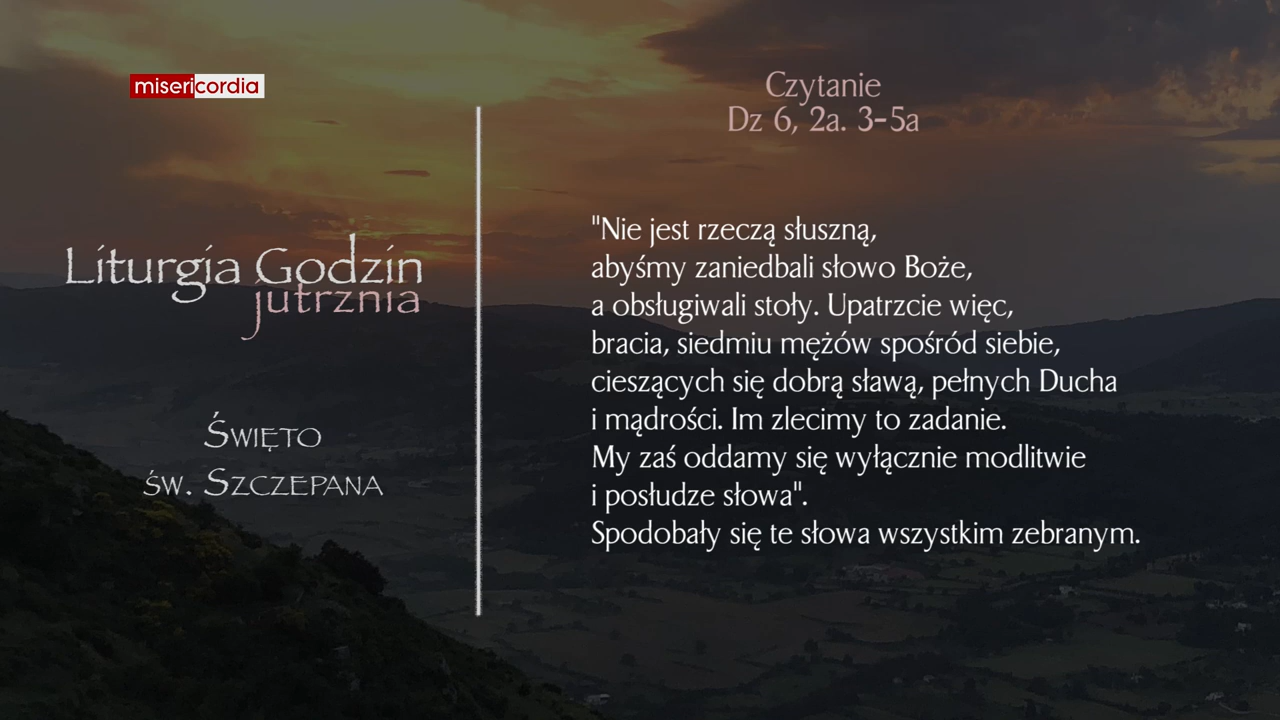 misericordia
Liturgia Godzin
jutrznia
Święto
św. Szczepana
Czytanie
Dz 6, 2a. 3-5a
"Nie jest rzeczą słuszną,
abyśmy zaniedbali słowo Boże,
a obsługiwali stoły. Upatrzcie więc,
bracia, siedmiu mężów spośród siebie,
cieszących się dobrą sławą, pełnych Ducha
i mądrości. Im zlecimy to zadanie.
My zaś oddamy się wyłącznie modlitwie
i posłudze słowa".
Spodobały się te słowa wszystkim zebranym.